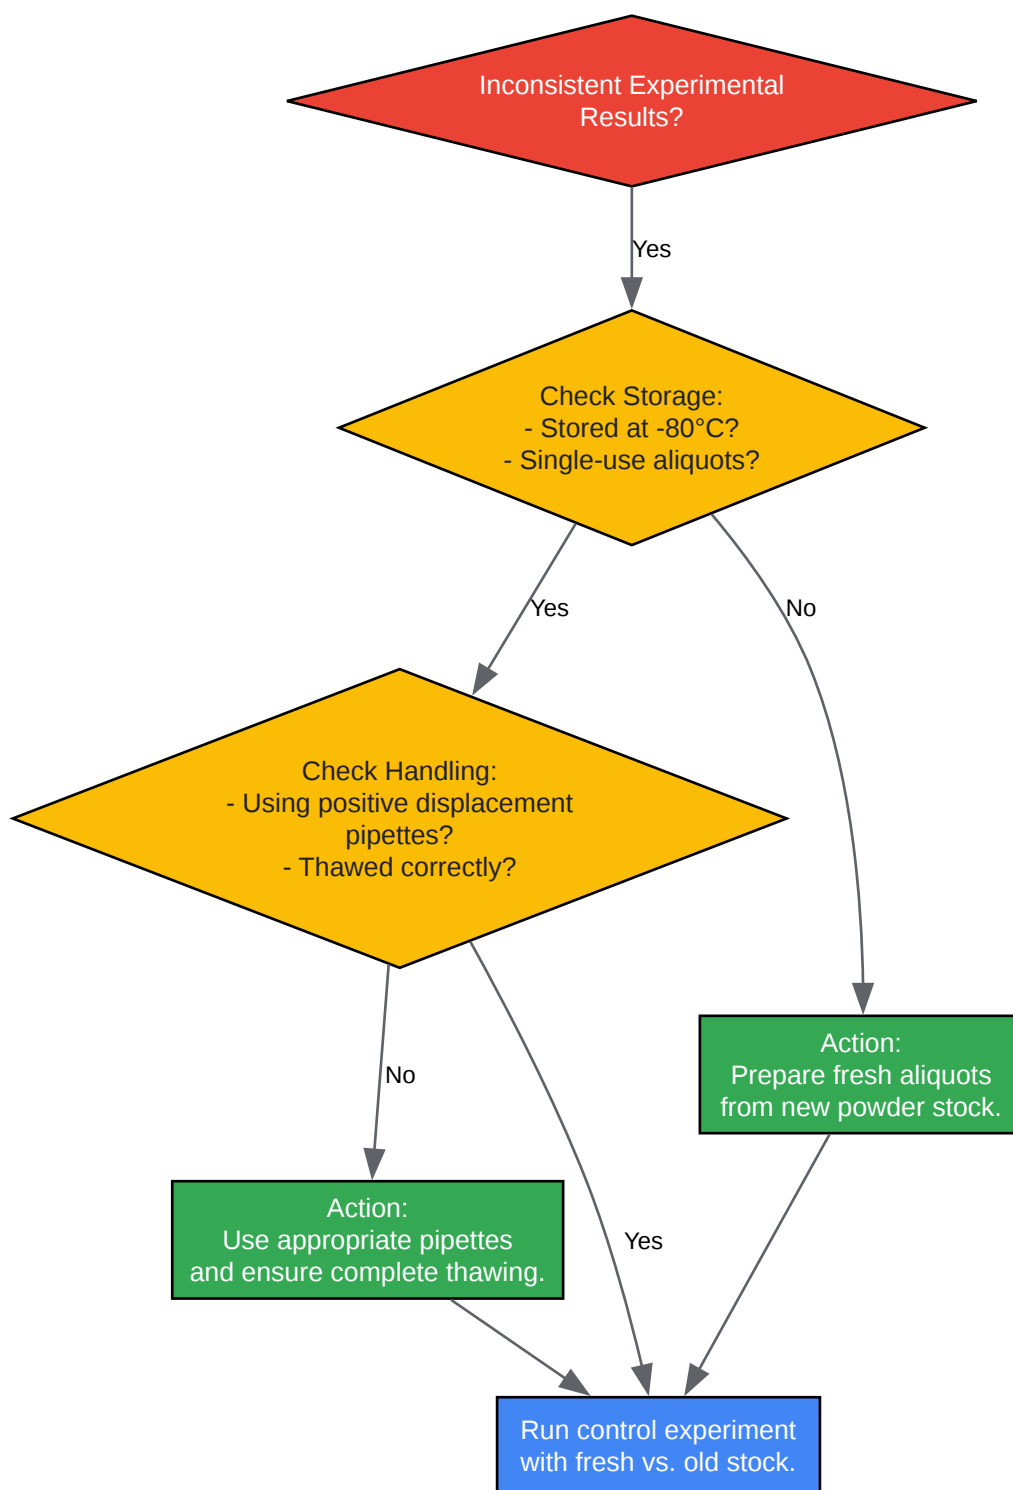 Inconsistent Experimental
Results?
Yes
Check Storage:
- Stored at -80°C?
- Single-use aliquots?
Yes
No
Check Handling:
- Using positive displacement
pipettes?
- Thawed correctly?
No
Action:
Prepare fresh aliquots
from new powder stock.
Action:
Use appropriate pipettes
and ensure complete thawing.
Yes
Run control experiment
with fresh vs. old stock.